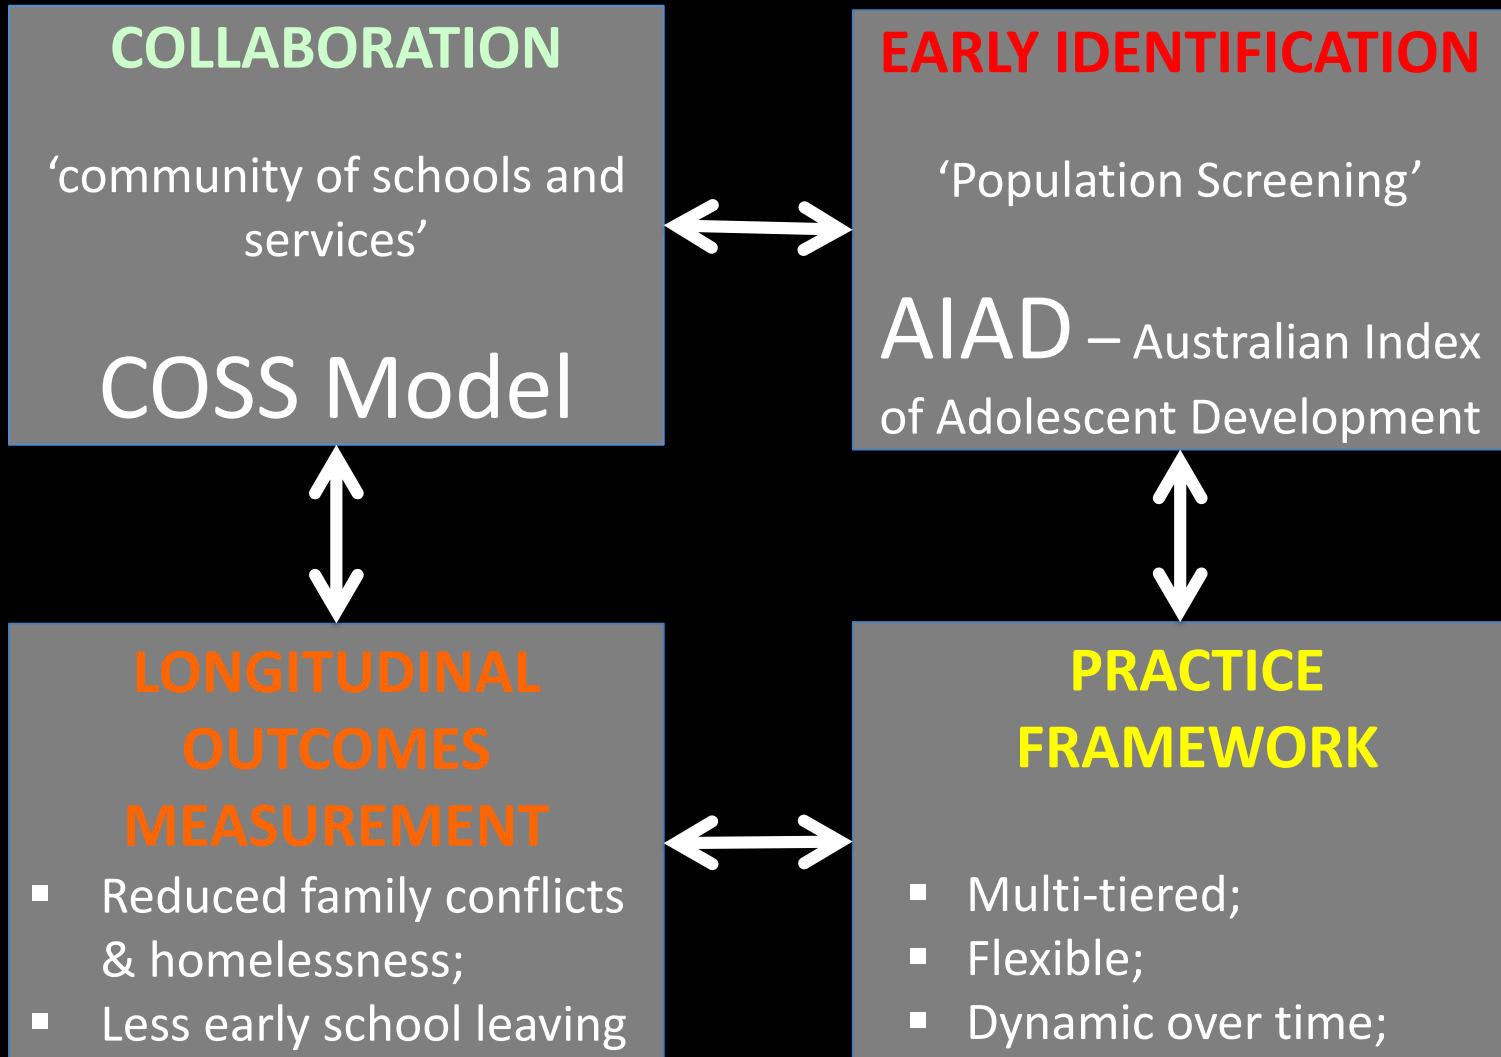 COLLABORATION
‘community of schools and
services’
COSS Model
EARLY IDENTIFICATION
‘Population Screening’
AIAD – Australian Index
of Adolescent Development
LONGITUDINAL
OUTCOMES
MEASUREMENT
▪ Reduced family conflicts
& homelessness;
▪ Less early school leaving
PRACTICE
FRAMEWORK
▪ Multi-tiered;
▪ Flexible;
▪ Dynamic over time;